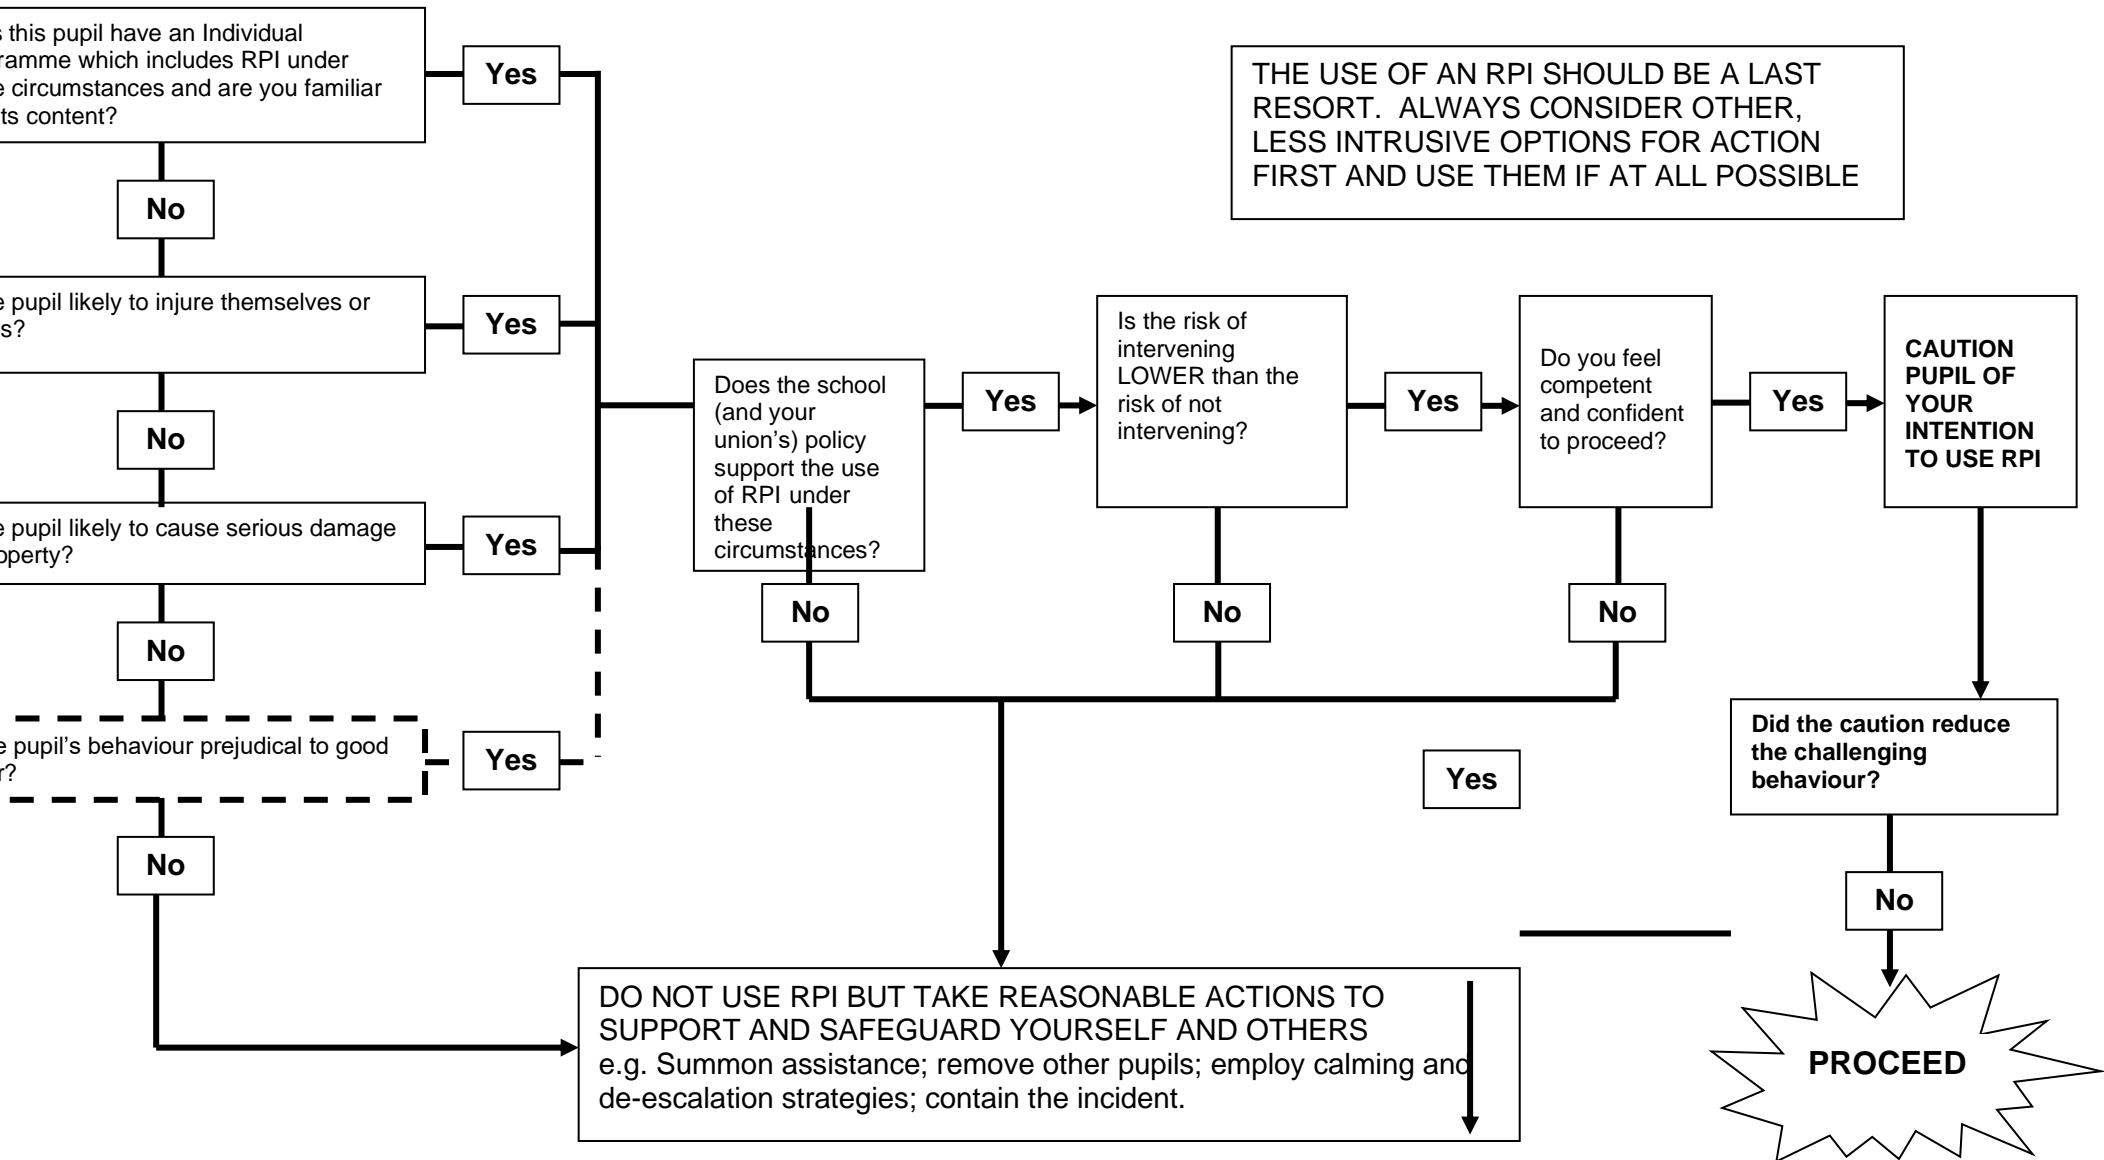 s this pupil have an Individual
ramme which includes RPI under
e circumstances and are you familiar
ts content?
Yes
THE USE OF AN RPI SHOULD BE A LAST
RESORT. ALWAYS CONSIDER OTHER,
LESS INTRUSIVE OPTIONS FOR ACTION
FIRST AND USE THEM IF AT ALL POSSIBLE
No
e pupil likely to injure themselves or
s?
Yes
No
e pupil likely to cause serious damage
operty?
Yes
No
e pupil's behaviour prejudical to good
r?
Yes
No
Does the school
(and your
union's) policy
support the use
of RPI under
these
circumstances?
Yes
No
Is the risk of
intervening
LOWER than the
risk of not
intervening?
Yes
No
Do you feel
competent
and confident
to proceed?
Yes
No
CAUTION
PUPIL OF
YOUR
INTENTION
TO USE RPI
Did the caution reduce
the challenging
behaviour?
Yes
No
PROCEED
DO NOT USE RPI BUT TAKE REASONABLE ACTIONS TO
SUPPORT AND SAFEGUARD YOURSELF AND OTHERS
e.g. Summon assistance; remove other pupils; employ calming and
de-escalation strategies; contain the incident.